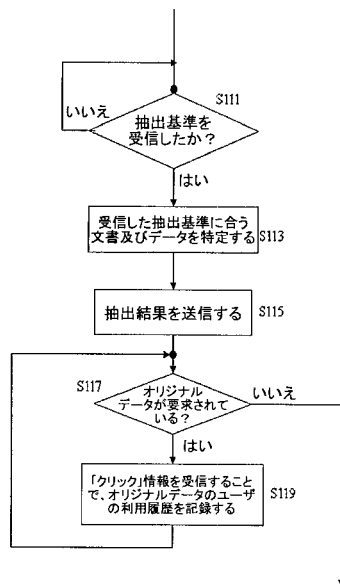 S111
いいえ
抽出基準を
受信したか？
はい
受信した抽出基準に合う
文書及びデータを特定する
S113
抽出結果を送信する
S115
S117
オリジナル
データが要求されて
いる？
いいえ
はい
「クリック」情報を受信すること
で、オリジナルデータのユーザ
の利用履歴を記録する
S119